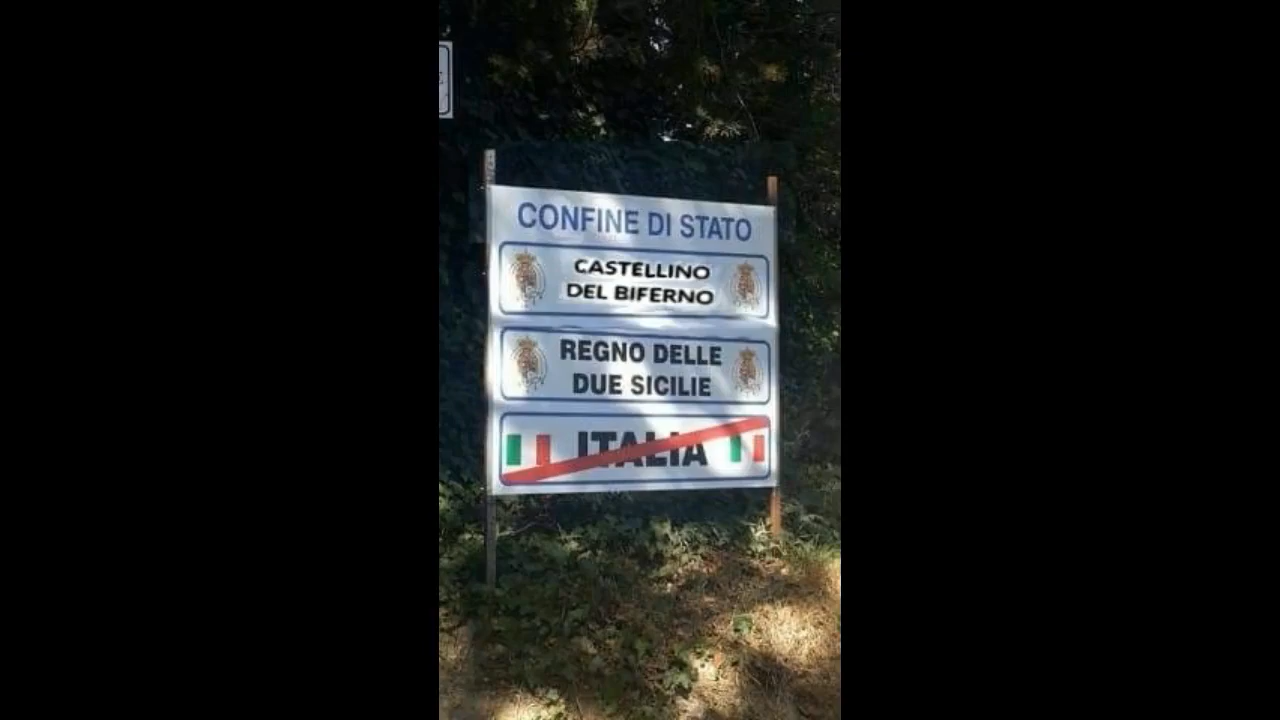 CONFINE DI STATO
CASTELLINO
DEL BIFERNO
REGNO DELLE
DUE SICILIE
ITALIA